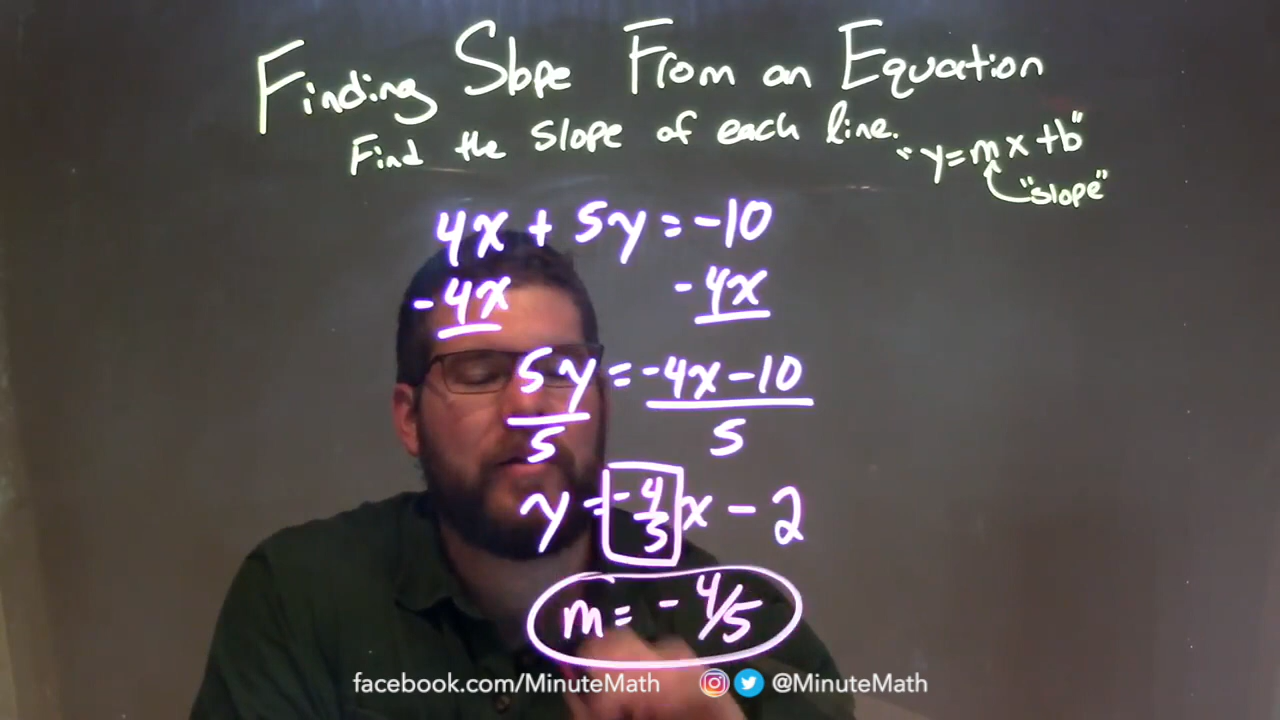 Finding Slope From an Equation
Find the slope of each line.
"y=mx+b"
"slope"
4x + 5y = -10
-4x -4x
5y = -4x - 10
5 5
y = -4/5 x - 2
m = -4/5
facebook.com/MinuteMath @MinuteMath